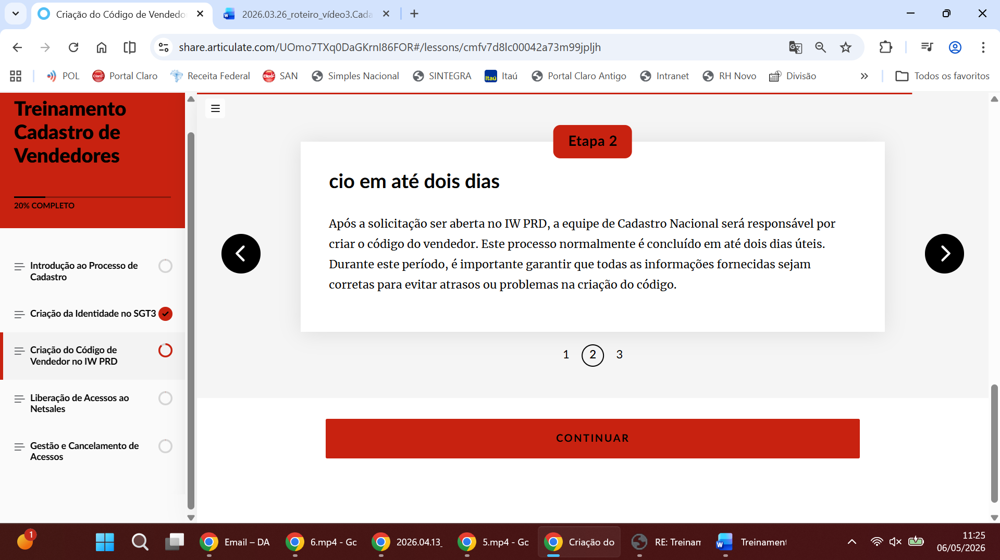 Criação do Código de Vendedo
2026.03.26_roteiro_vídeo3.Cada
share.articulate.com/UOmo7TXq0DaGKrnI86FOR#/lessons/cmfv7d8lc00042a73m99jpljh
POL
Portal Claro
Receita Federal
SAN
Simples Nacional
SINTEGRA
Itaú
Itaú
Portal Claro Antigo
Intranet
RH Novo
Divisão
Todos os favoritos
Treinamento
Cadastro de
Vendedores
20% COMPLETO
Introdução ao Processo de
Cadastro
Criação da Identidade no SGT3
Criação do Código de
Vendedor no IW PRD
Liberação de Acessos ao
Netsales
Gestão e Cancelamento de
Acessos
Etapa 2
cio em até dois dias
Após a solicitação ser aberta no IW PRD, a equipe de Cadastro Nacional será responsável por
criar o código do vendedor. Este processo normalmente é concluído em até dois dias úteis.
Durante este período, é importante garantir que todas as informações fornecidas sejam
corretas para evitar atrasos ou problemas na criação do código.
1
2
3
CONTINUAR
1
Email – DA
6.mp4 - Gc
2026.04.13_
5.mp4 - Gc
Criação do
RE: Treinam
Treinament
11:25
06/05/2026